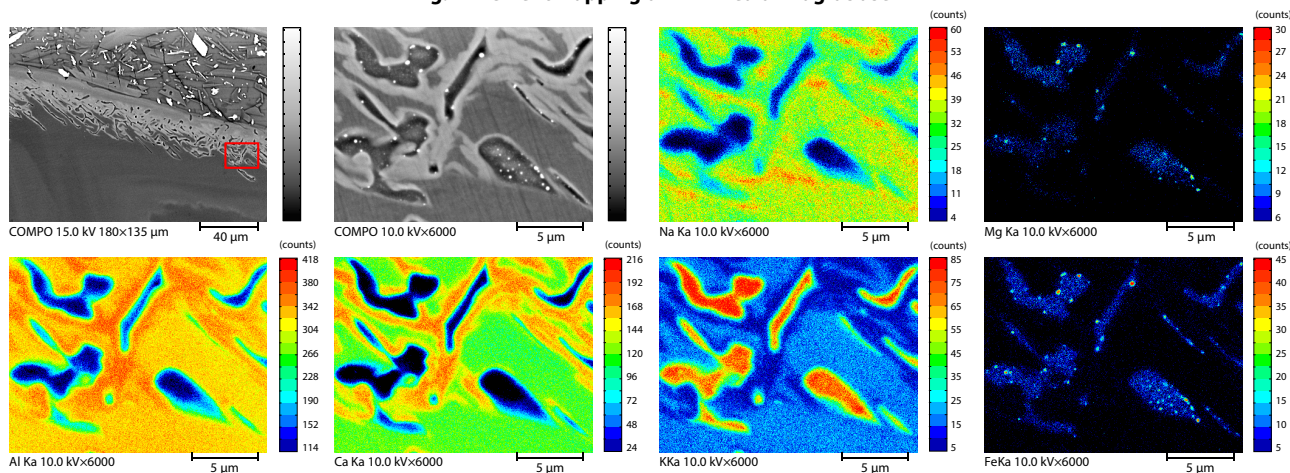 COMPO 15.0 kV 180×135 µm
40 µm
COMPO 10.0 kV×6000
5 µm
(counts)
60
53
46
39
32
25
18
11
4
Na Ka 10.0 kV×6000
5 µm
(counts)
30
27
24
21
18
15
12
9
6
Mg Ka 10.0 kV×6000
5 µm
(counts)
418
380
342
304
266
228
190
152
114
Al Ka 10.0 kV×6000
5 µm
(counts)
216
192
168
144
120
96
72
48
24
Ca Ka 10.0 kV×6000
5 µm
(counts)
85
75
65
55
45
35
25
15
5
KKa 10.0 kV×6000
5 µm
(counts)
45
40
35
30
25
20
15
10
5
FeKa 10.0 kV×6000
5 µm